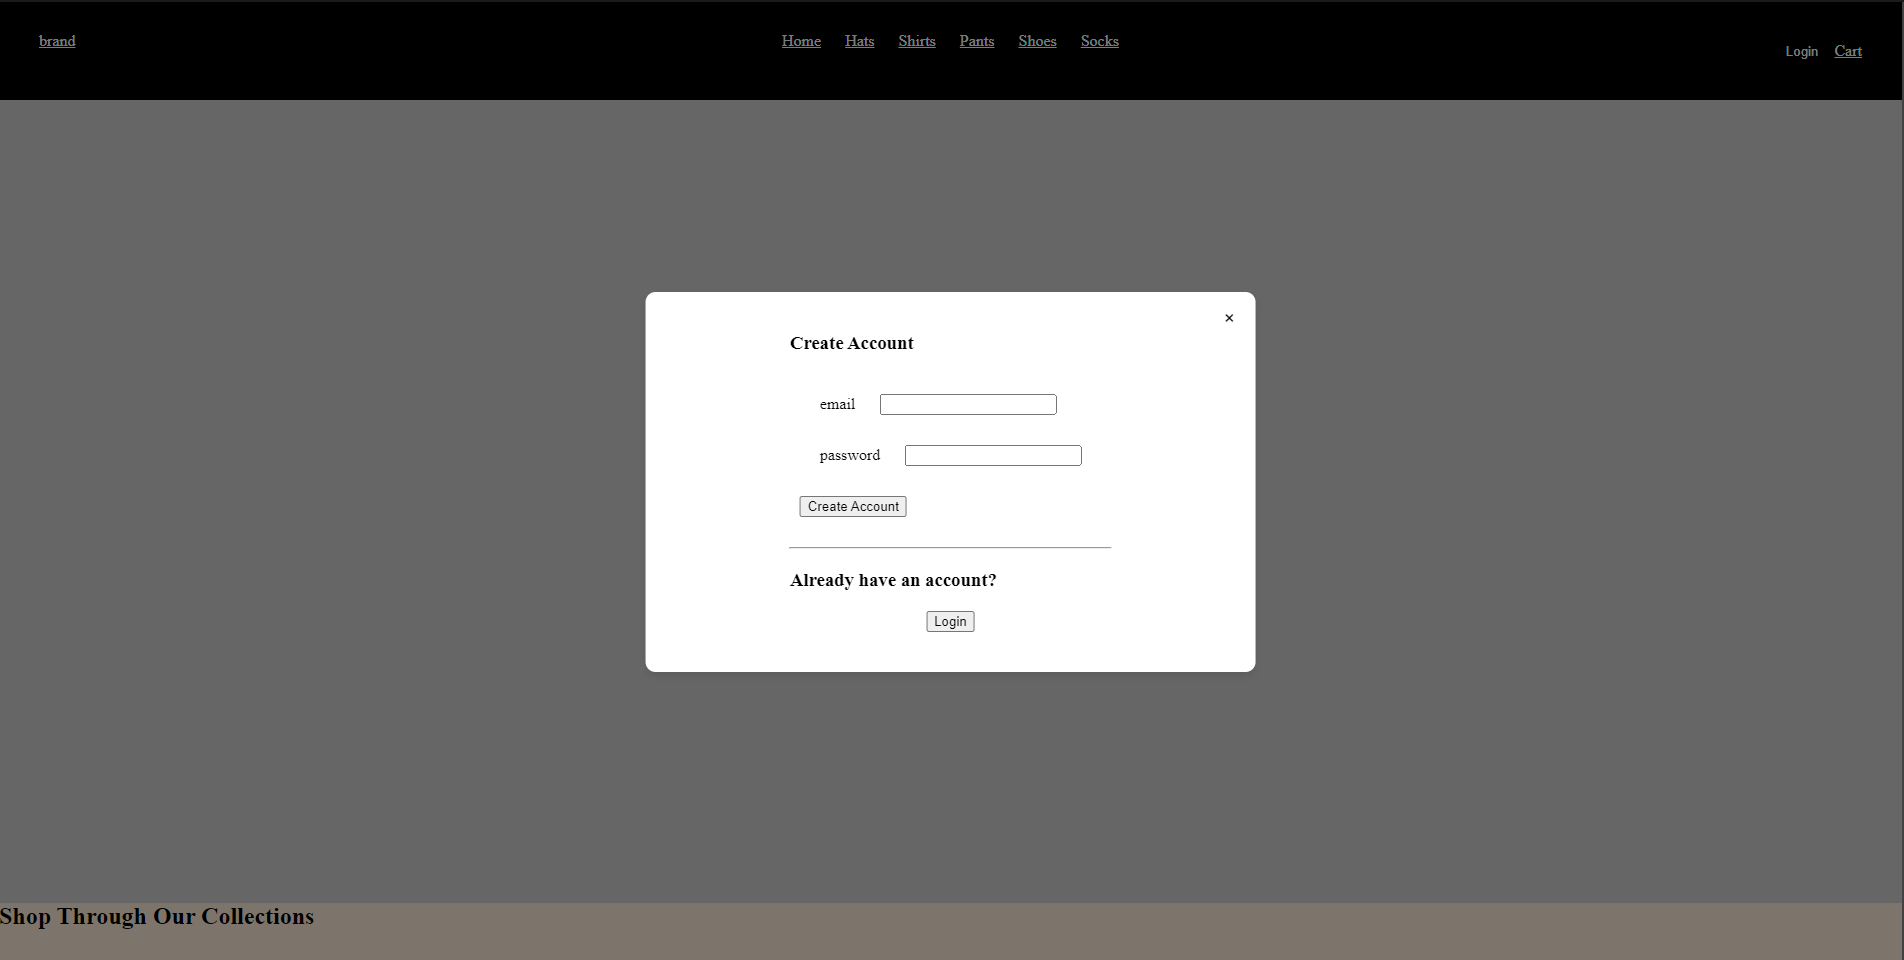 brand Home Hats Shirts Pants Shoes Socks Login Cart
×
Create Account
email
password
Create Account
Already have an account?
Login
Shop Through Our Collections